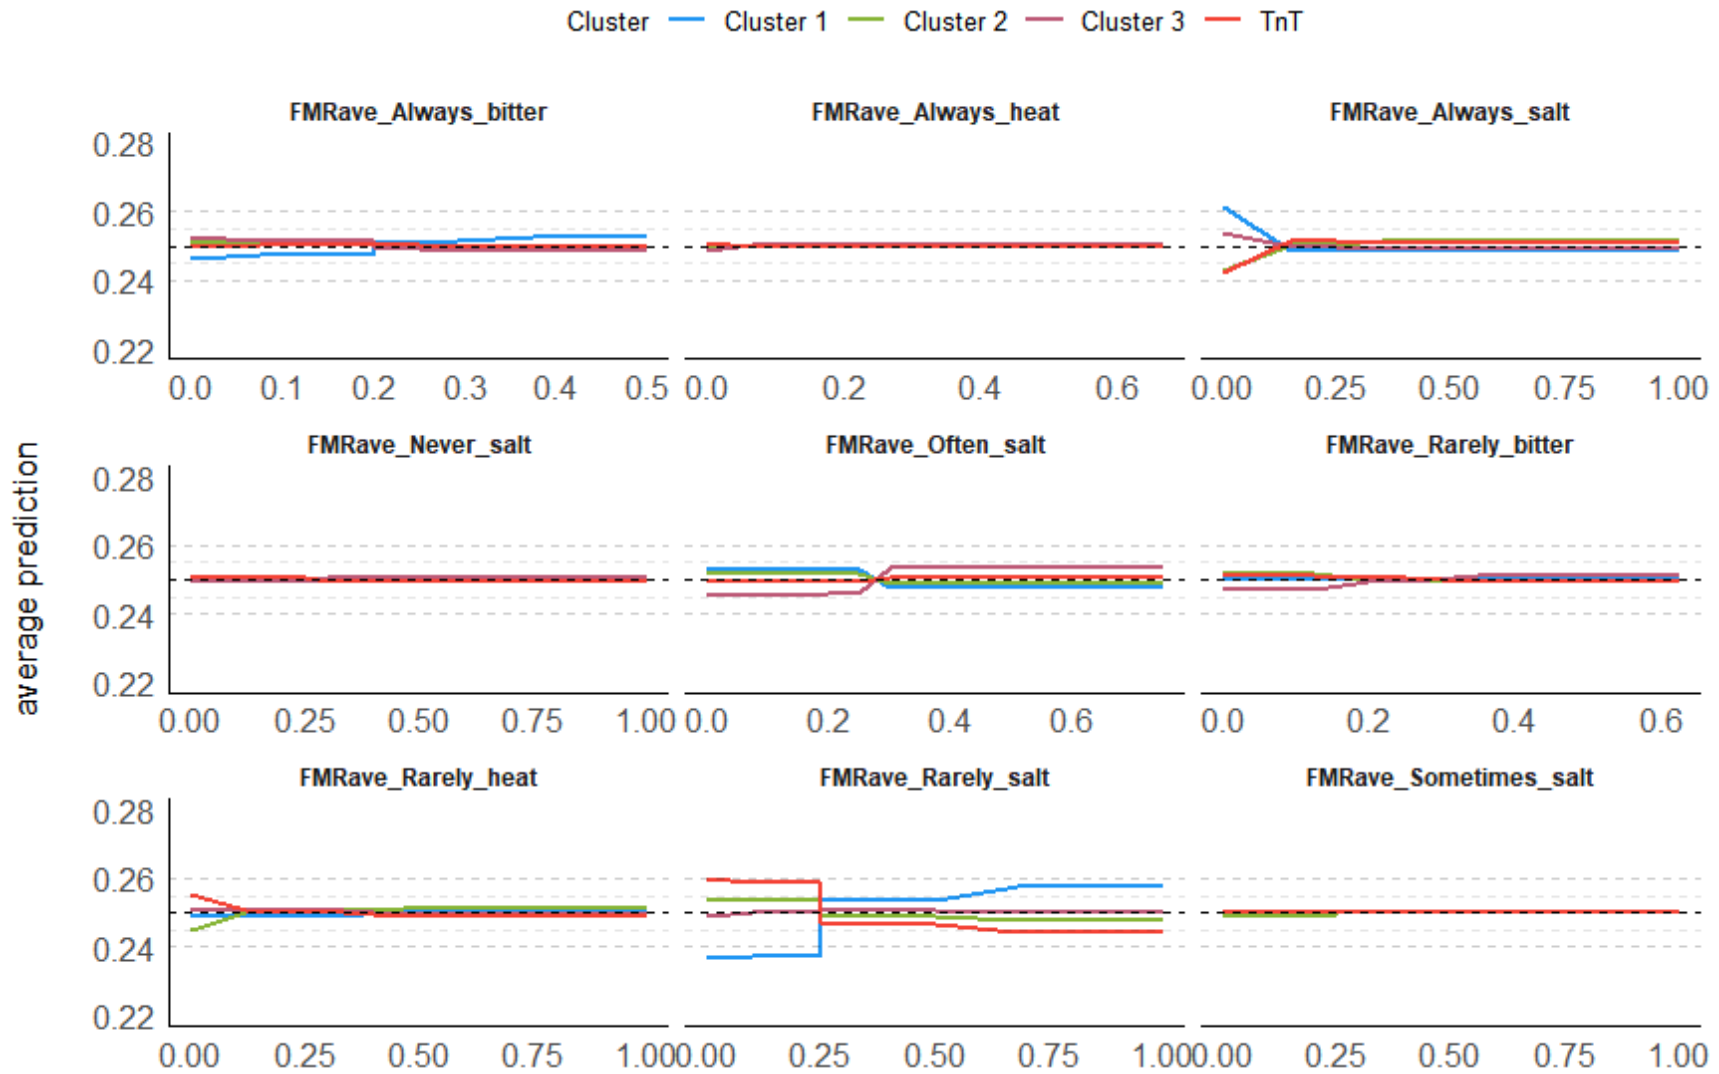 Cluster Cluster 1 Cluster 2 Cluster 3 TnT
FMRave_Always_bitter FMRave_Always_heat FMRave_Always_salt
0.28
0.26
0.24
0.22
0.0 0.1 0.2 0.3 0.4 0.5 0.0 0.2 0.4 0.6 0.00 0.25 0.50 0.75 1.00
FMRave_Never_salt FMRave_Often_salt FMRave_Rarely_bitter
0.28
0.26
0.24
0.22
0.00 0.25 0.50 0.75 1.00 0.0 0.2 0.4 0.6 0.0 0.2 0.4 0.6
FMRave_Rarely_heat FMRave_Rarely_salt FMRave_Sometimes_salt
0.28
0.26
0.24
0.22
0.00 0.25 0.50 0.75 1.00 0.00 0.25 0.50 0.75 1.00 0.00 0.25 0.50 0.75 1.00
average prediction